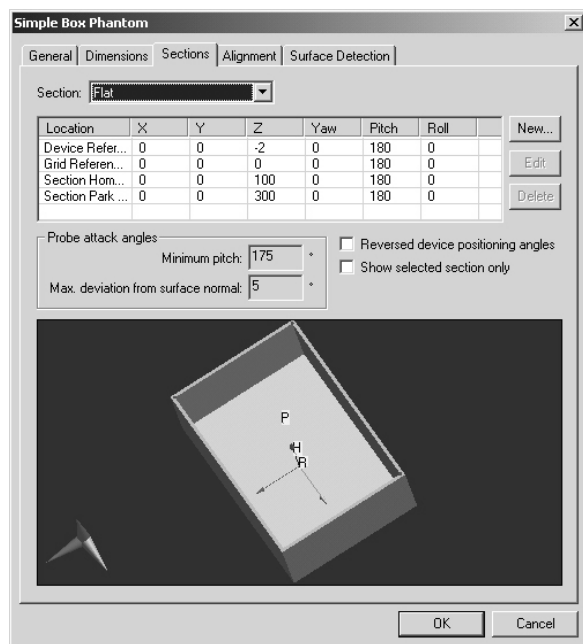 Simple Box Phantom
General Dimensions Sections Alignment Surface Detection
Section: Flat
Location X Y Z Yaw Pitch Roll
Device Refer... 0 0 -2 0 180 0
Grid Referen... 0 0 0 0 180 0
Section Hom... 0 0 100 0 180 0
Section Park ... 0 0 300 0 180 0
New...
Edit
Delete
Probe attack angles
Minimum pitch: 175 °
Max. deviation from surface normal: 5 °
Reversed device positioning angles
Show selected section only
P
H
R
OK Cancel